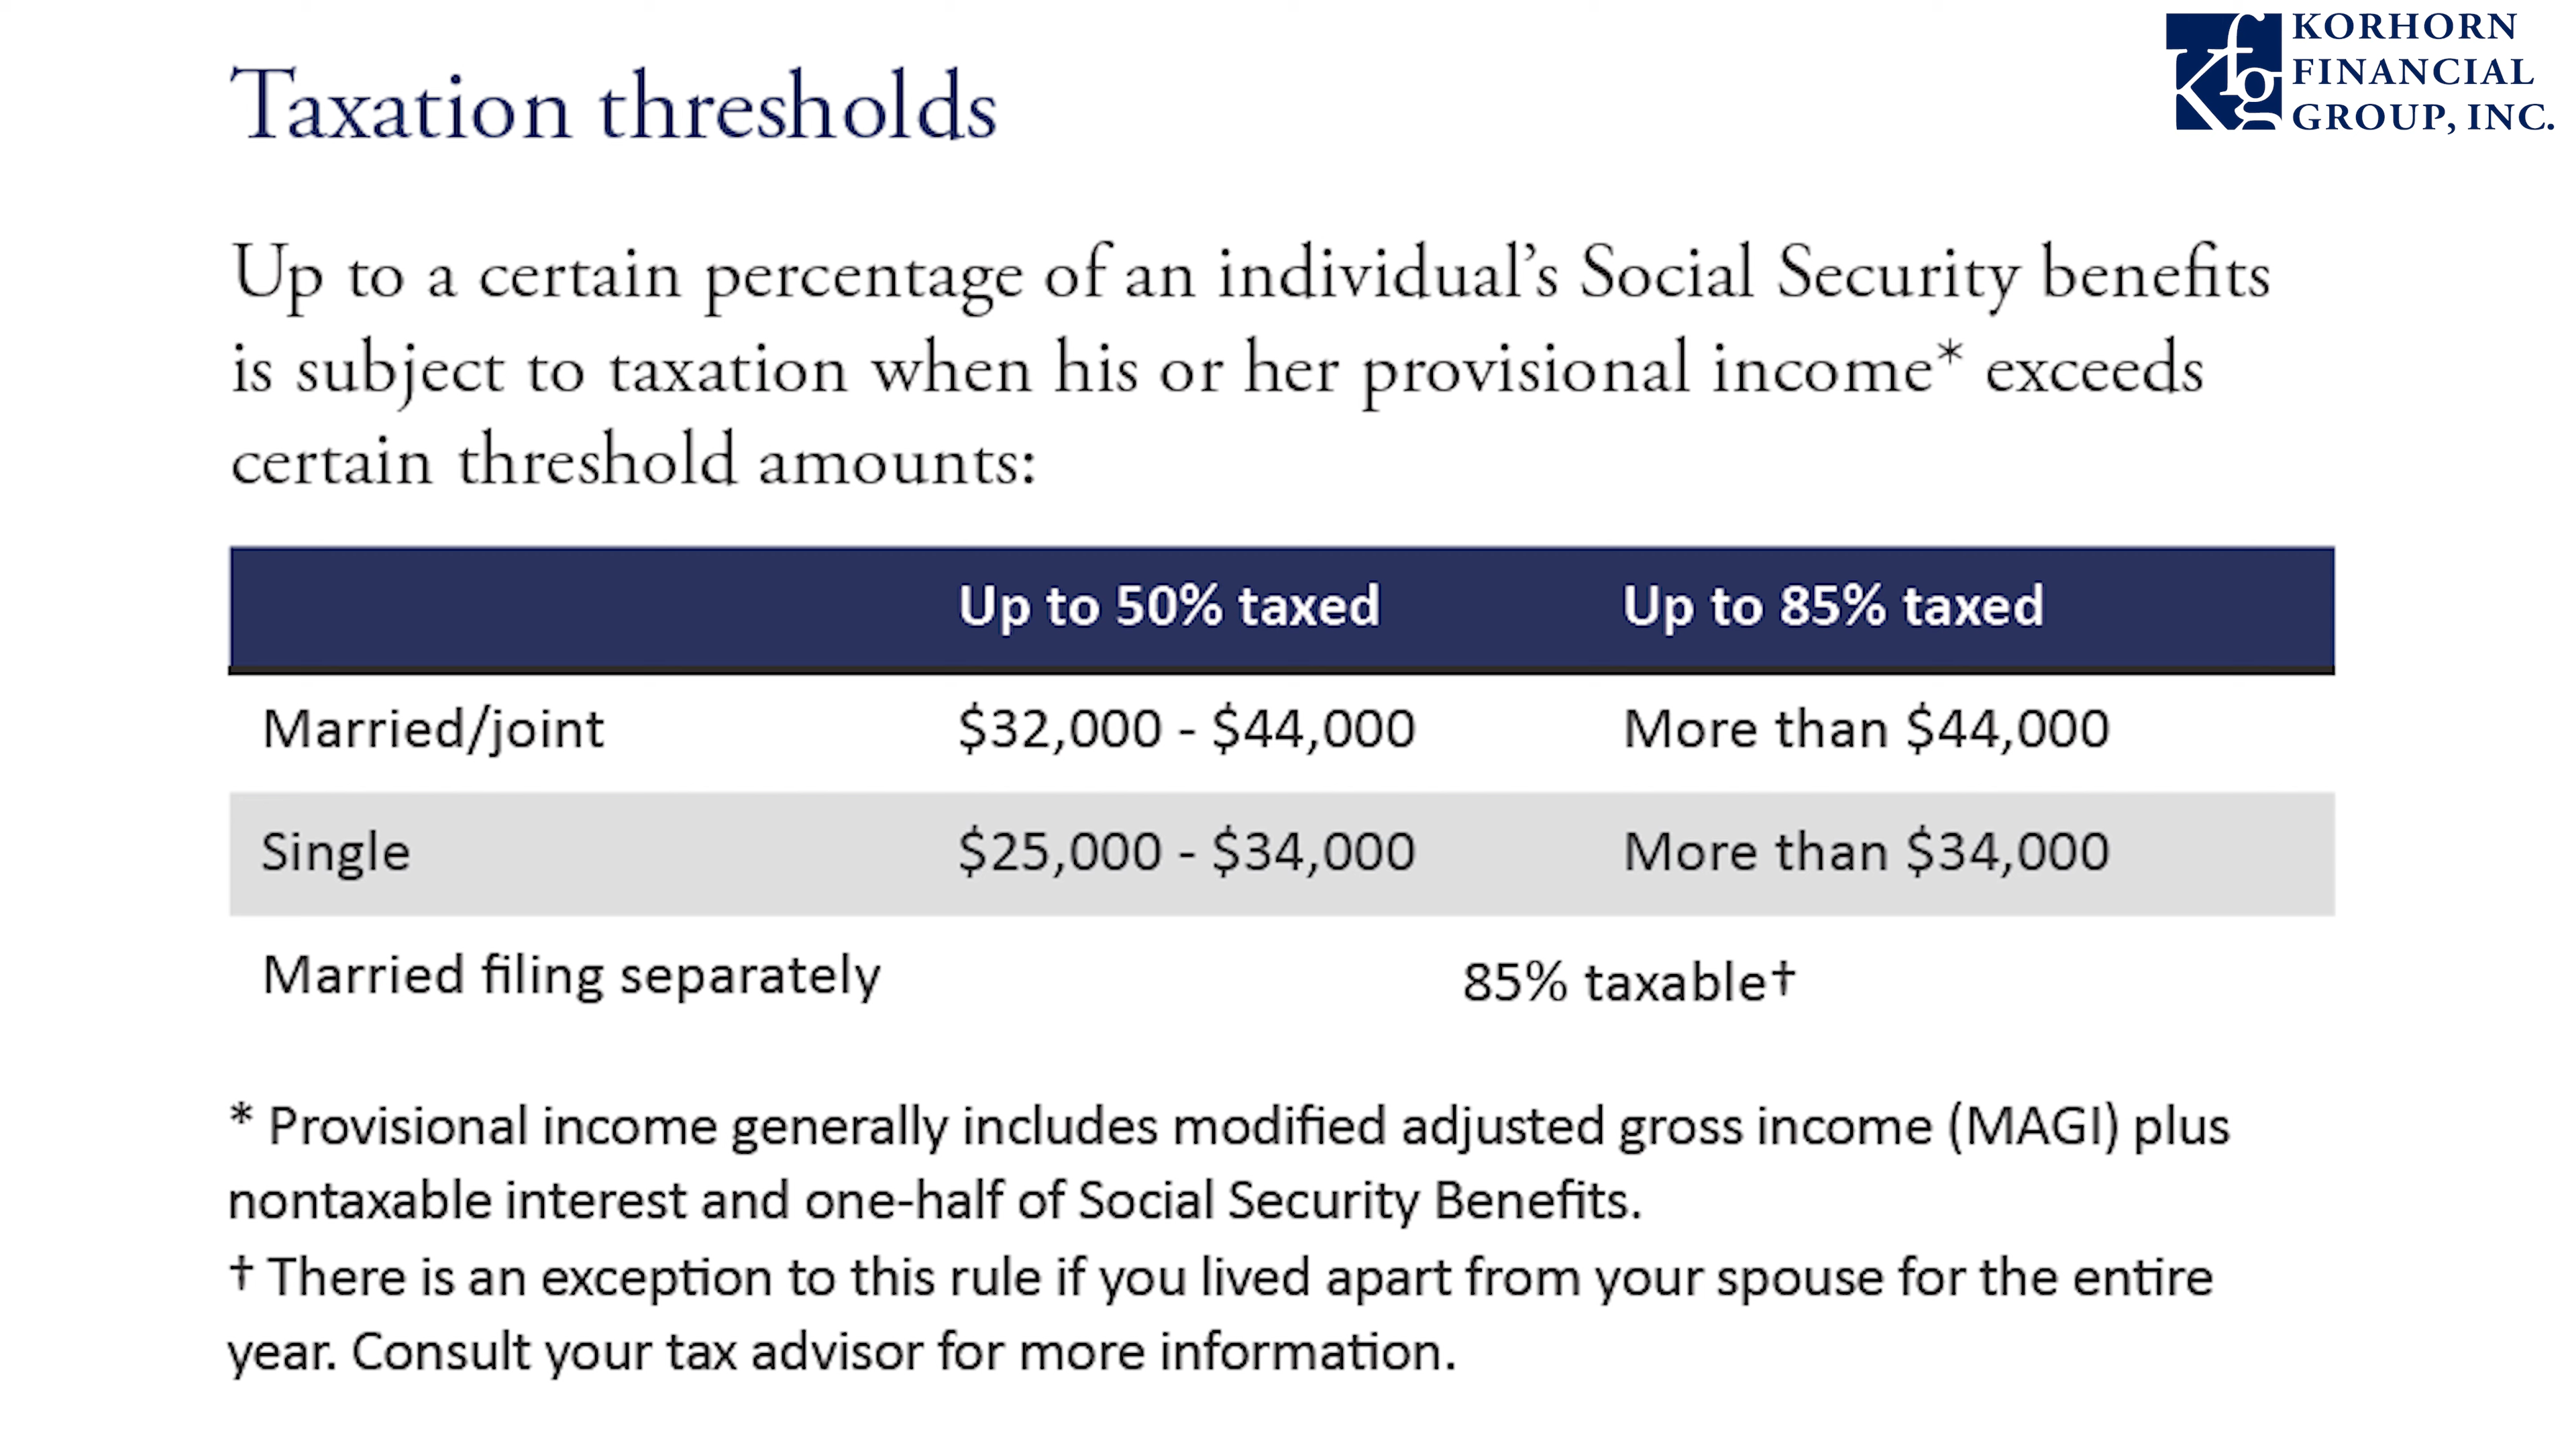 Taxation thresholds
KORHORN
FINANCIAL
GROUP, INC.
kfg
Up to a certain percentage of an individual’s Social Security benefits
is subject to taxation when his or her provisional income* exceeds
certain threshold amounts:
Up to 50% taxed Up to 85% taxed
Married/joint $32,000 - $44,000 More than $44,000
Single $25,000 - $34,000 More than $34,000
Married filing separately 85% taxable†
* Provisional income generally includes modified adjusted gross income (MAGI) plus
nontaxable interest and one-half of Social Security Benefits.
† There is an exception to this rule if you lived apart from your spouse for the entire
year. Consult your tax advisor for more information.